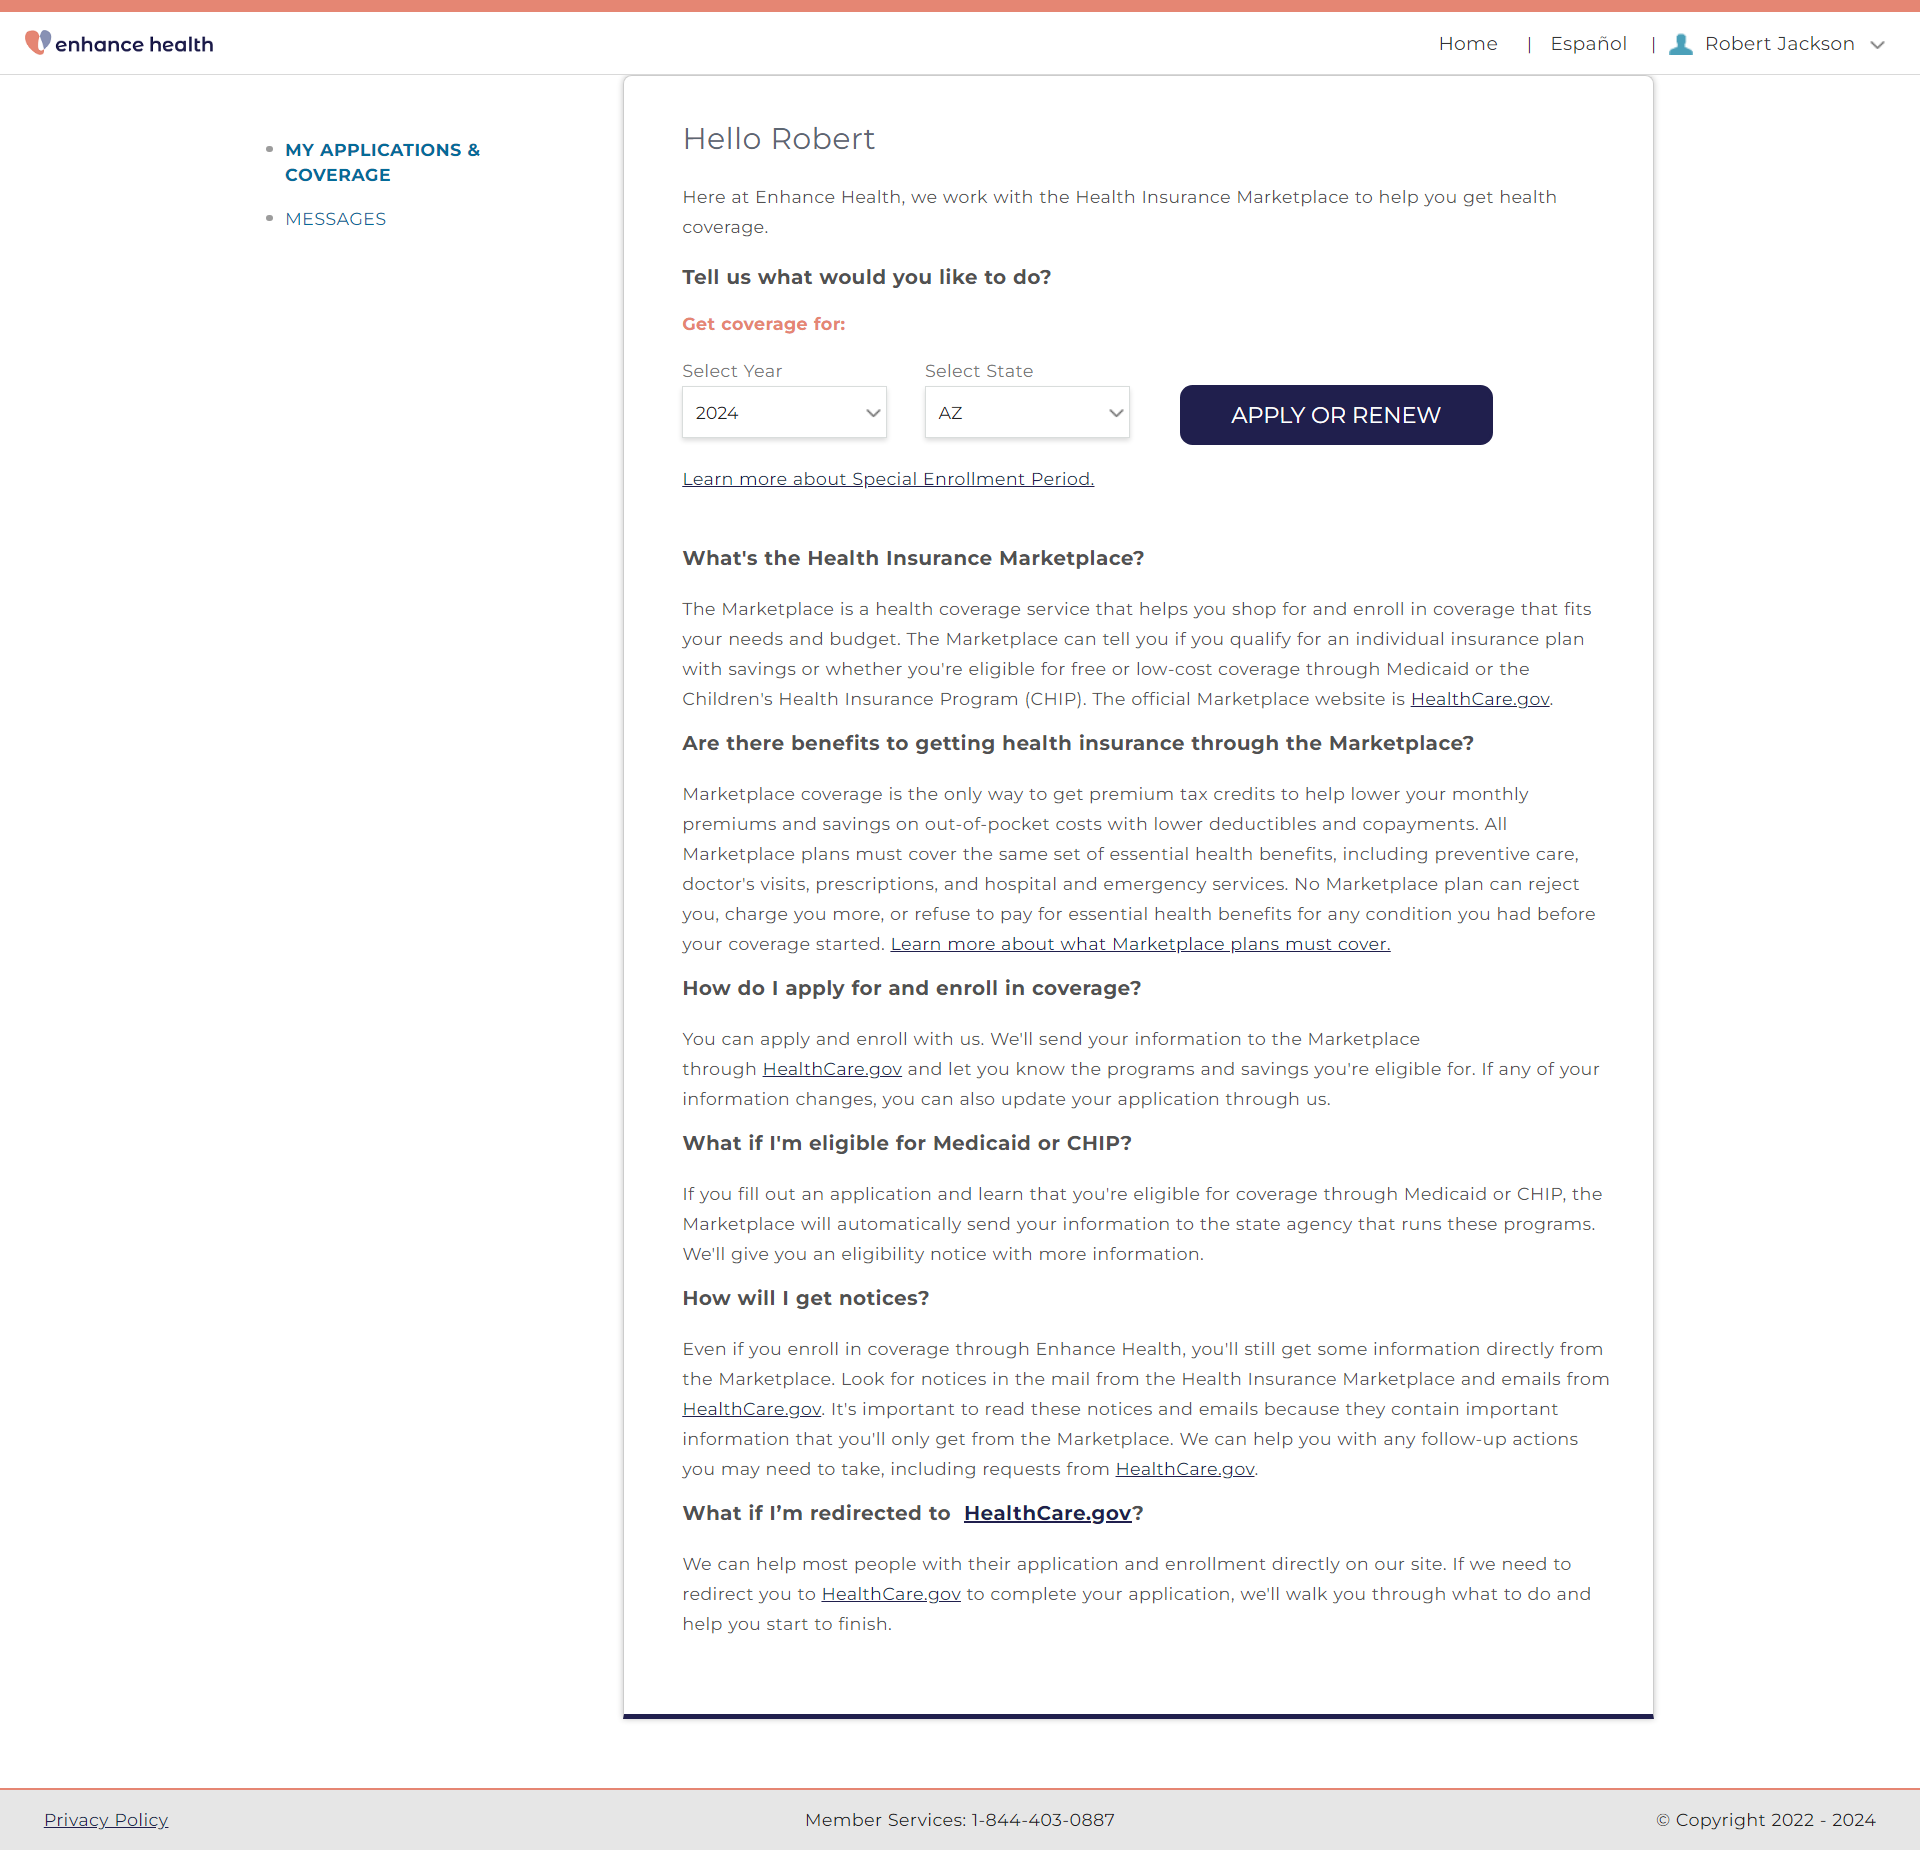 enhance health
Home | Español | Robert Jackson
MY APPLICATIONS &
COVERAGE
MESSAGES
Hello Robert
Here at Enhance Health, we work with the Health Insurance Marketplace to help you get health
coverage.
Tell us what would you like to do?
Get coverage for:
Select Year
Select State
2024
AZ
APPLY OR RENEW
Learn more about Special Enrollment Period.
What's the Health Insurance Marketplace?
The Marketplace is a health coverage service that helps you shop for and enroll in coverage that fits
your needs and budget. The Marketplace can tell you if you qualify for an individual insurance plan
with savings or whether you're eligible for free or low-cost coverage through Medicaid or the
Children's Health Insurance Program (CHIP). The official Marketplace website is HealthCare.gov.
Are there benefits to getting health insurance through the Marketplace?
Marketplace coverage is the only way to get premium tax credits to help lower your monthly
premiums and savings on out-of-pocket costs with lower deductibles and copayments. All
Marketplace plans must cover the same set of essential health benefits, including preventive care,
doctor's visits, prescriptions, and hospital and emergency services. No Marketplace plan can reject
you, charge you more, or refuse to pay for essential health benefits for any condition you had before
your coverage started. Learn more about what Marketplace plans must cover.
How do I apply for and enroll in coverage?
You can apply and enroll with us. We'll send your information to the Marketplace
through HealthCare.gov and let you know the programs and savings you're eligible for. If any of your
information changes, you can also update your application through us.
What if I'm eligible for Medicaid or CHIP?
If you fill out an application and learn that you're eligible for coverage through Medicaid or CHIP, the
Marketplace will automatically send your information to the state agency that runs these programs.
We'll give you an eligibility notice with more information.
How will I get notices?
Even if you enroll in coverage through Enhance Health, you'll still get some information directly from
the Marketplace. Look for notices in the mail from the Health Insurance Marketplace and emails from
HealthCare.gov. It's important to read these notices and emails because they contain important
information that you'll only get from the Marketplace. We can help you with any follow-up actions
you may need to take, including requests from HealthCare.gov.
What if I’m redirected to HealthCare.gov?
We can help most people with their application and enrollment directly on our site. If we need to
redirect you to HealthCare.gov to complete your application, we'll walk you through what to do and
help you start to finish.
Privacy Policy
Member Services: 1-844-403-0887
© Copyright 2022 - 2024